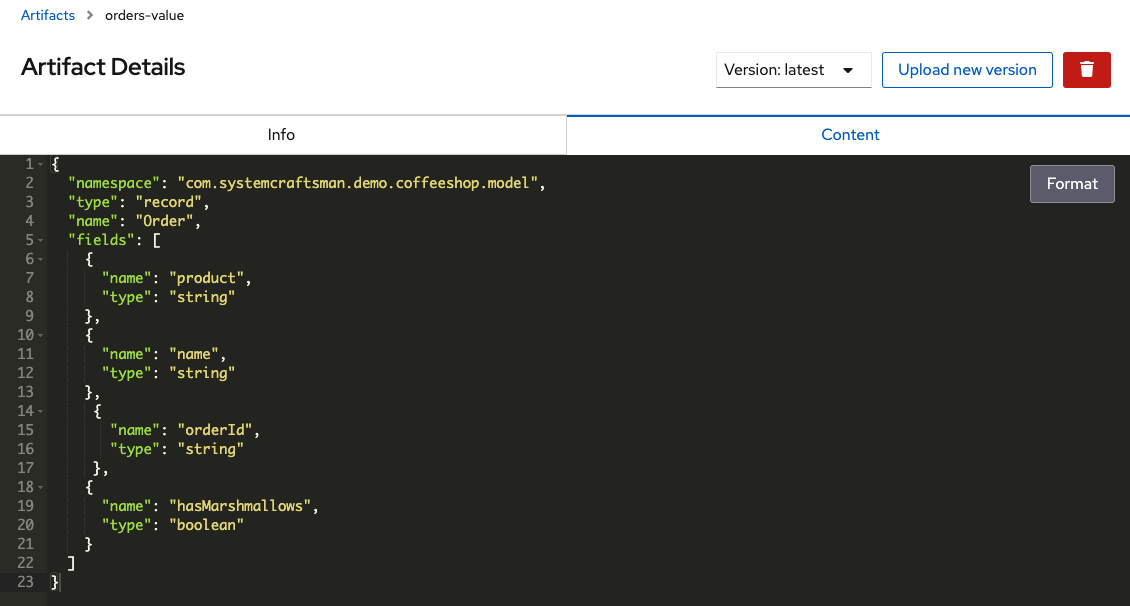 Artifacts > orders-value
Artifact Details
Version: latest
Upload new version
Info
Content
Format
1 {
2   "namespace": "com.systemcraftsman.demo.coffeeshop.model",
3   "type": "record",
4   "name": "Order",
5   "fields": [
6     {
7       "name": "product",
8       "type": "string"
9     },
10     {
11       "name": "name",
12       "type": "string"
13     },
14      {
15        "name": "orderId",
16        "type": "string"
17      },
18     {
19       "name": "hasMarshmallows",
20       "type": "boolean"
21     }
22   ]
23 }